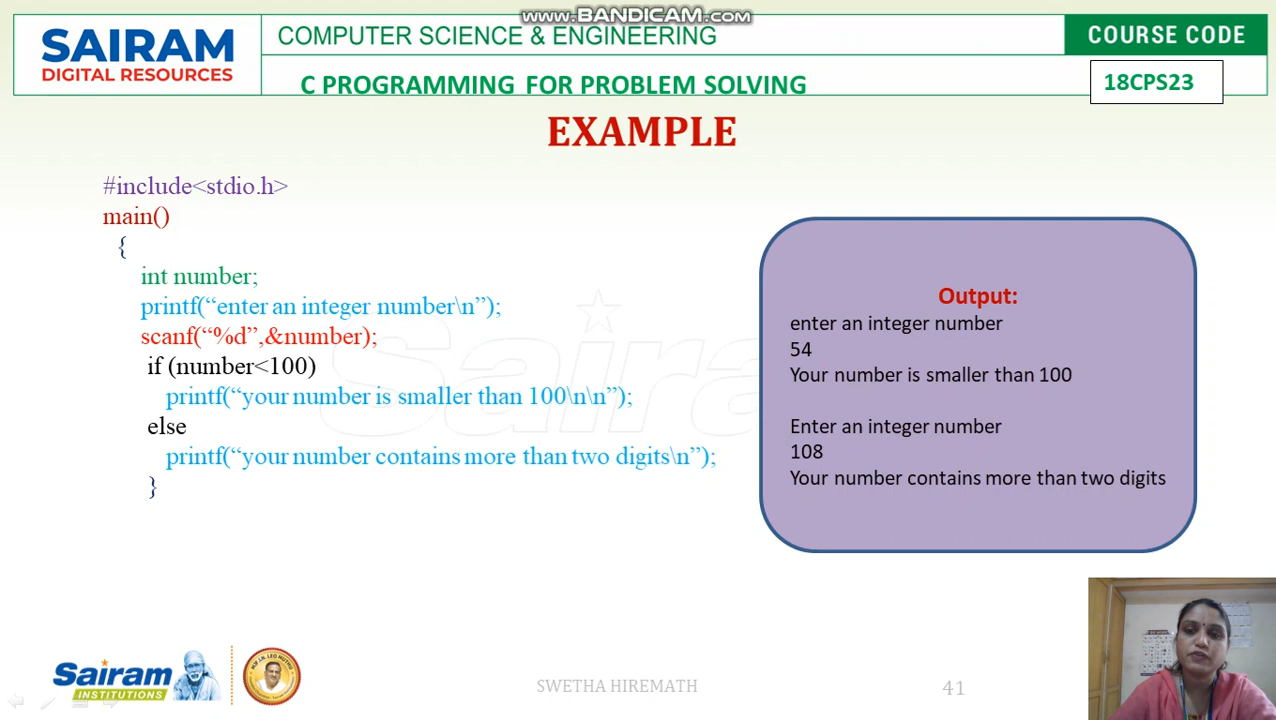 www.BANDICAM.com
SAIRAM
DIGITAL RESOURCES
COMPUTER SCIENCE & ENGINEERING
COURSE CODE
C PROGRAMMING FOR PROBLEM SOLVING
18CPS23
EXAMPLE
#include<stdio.h>
main()
{
int number;
printf(“enter an integer number\n”);
scanf(“%d”,&number);
if (number<100)
printf(“your number is smaller than 100\n\n”);
else
printf(“your number contains more than two digits\n”);
}
Sairam
Output:
enter an integer number
54
Your number is smaller than 100
Enter an integer number
108
Your number contains more than two digits
Sairam
INSTITUTIONS
SWETHA HIREMATH
41